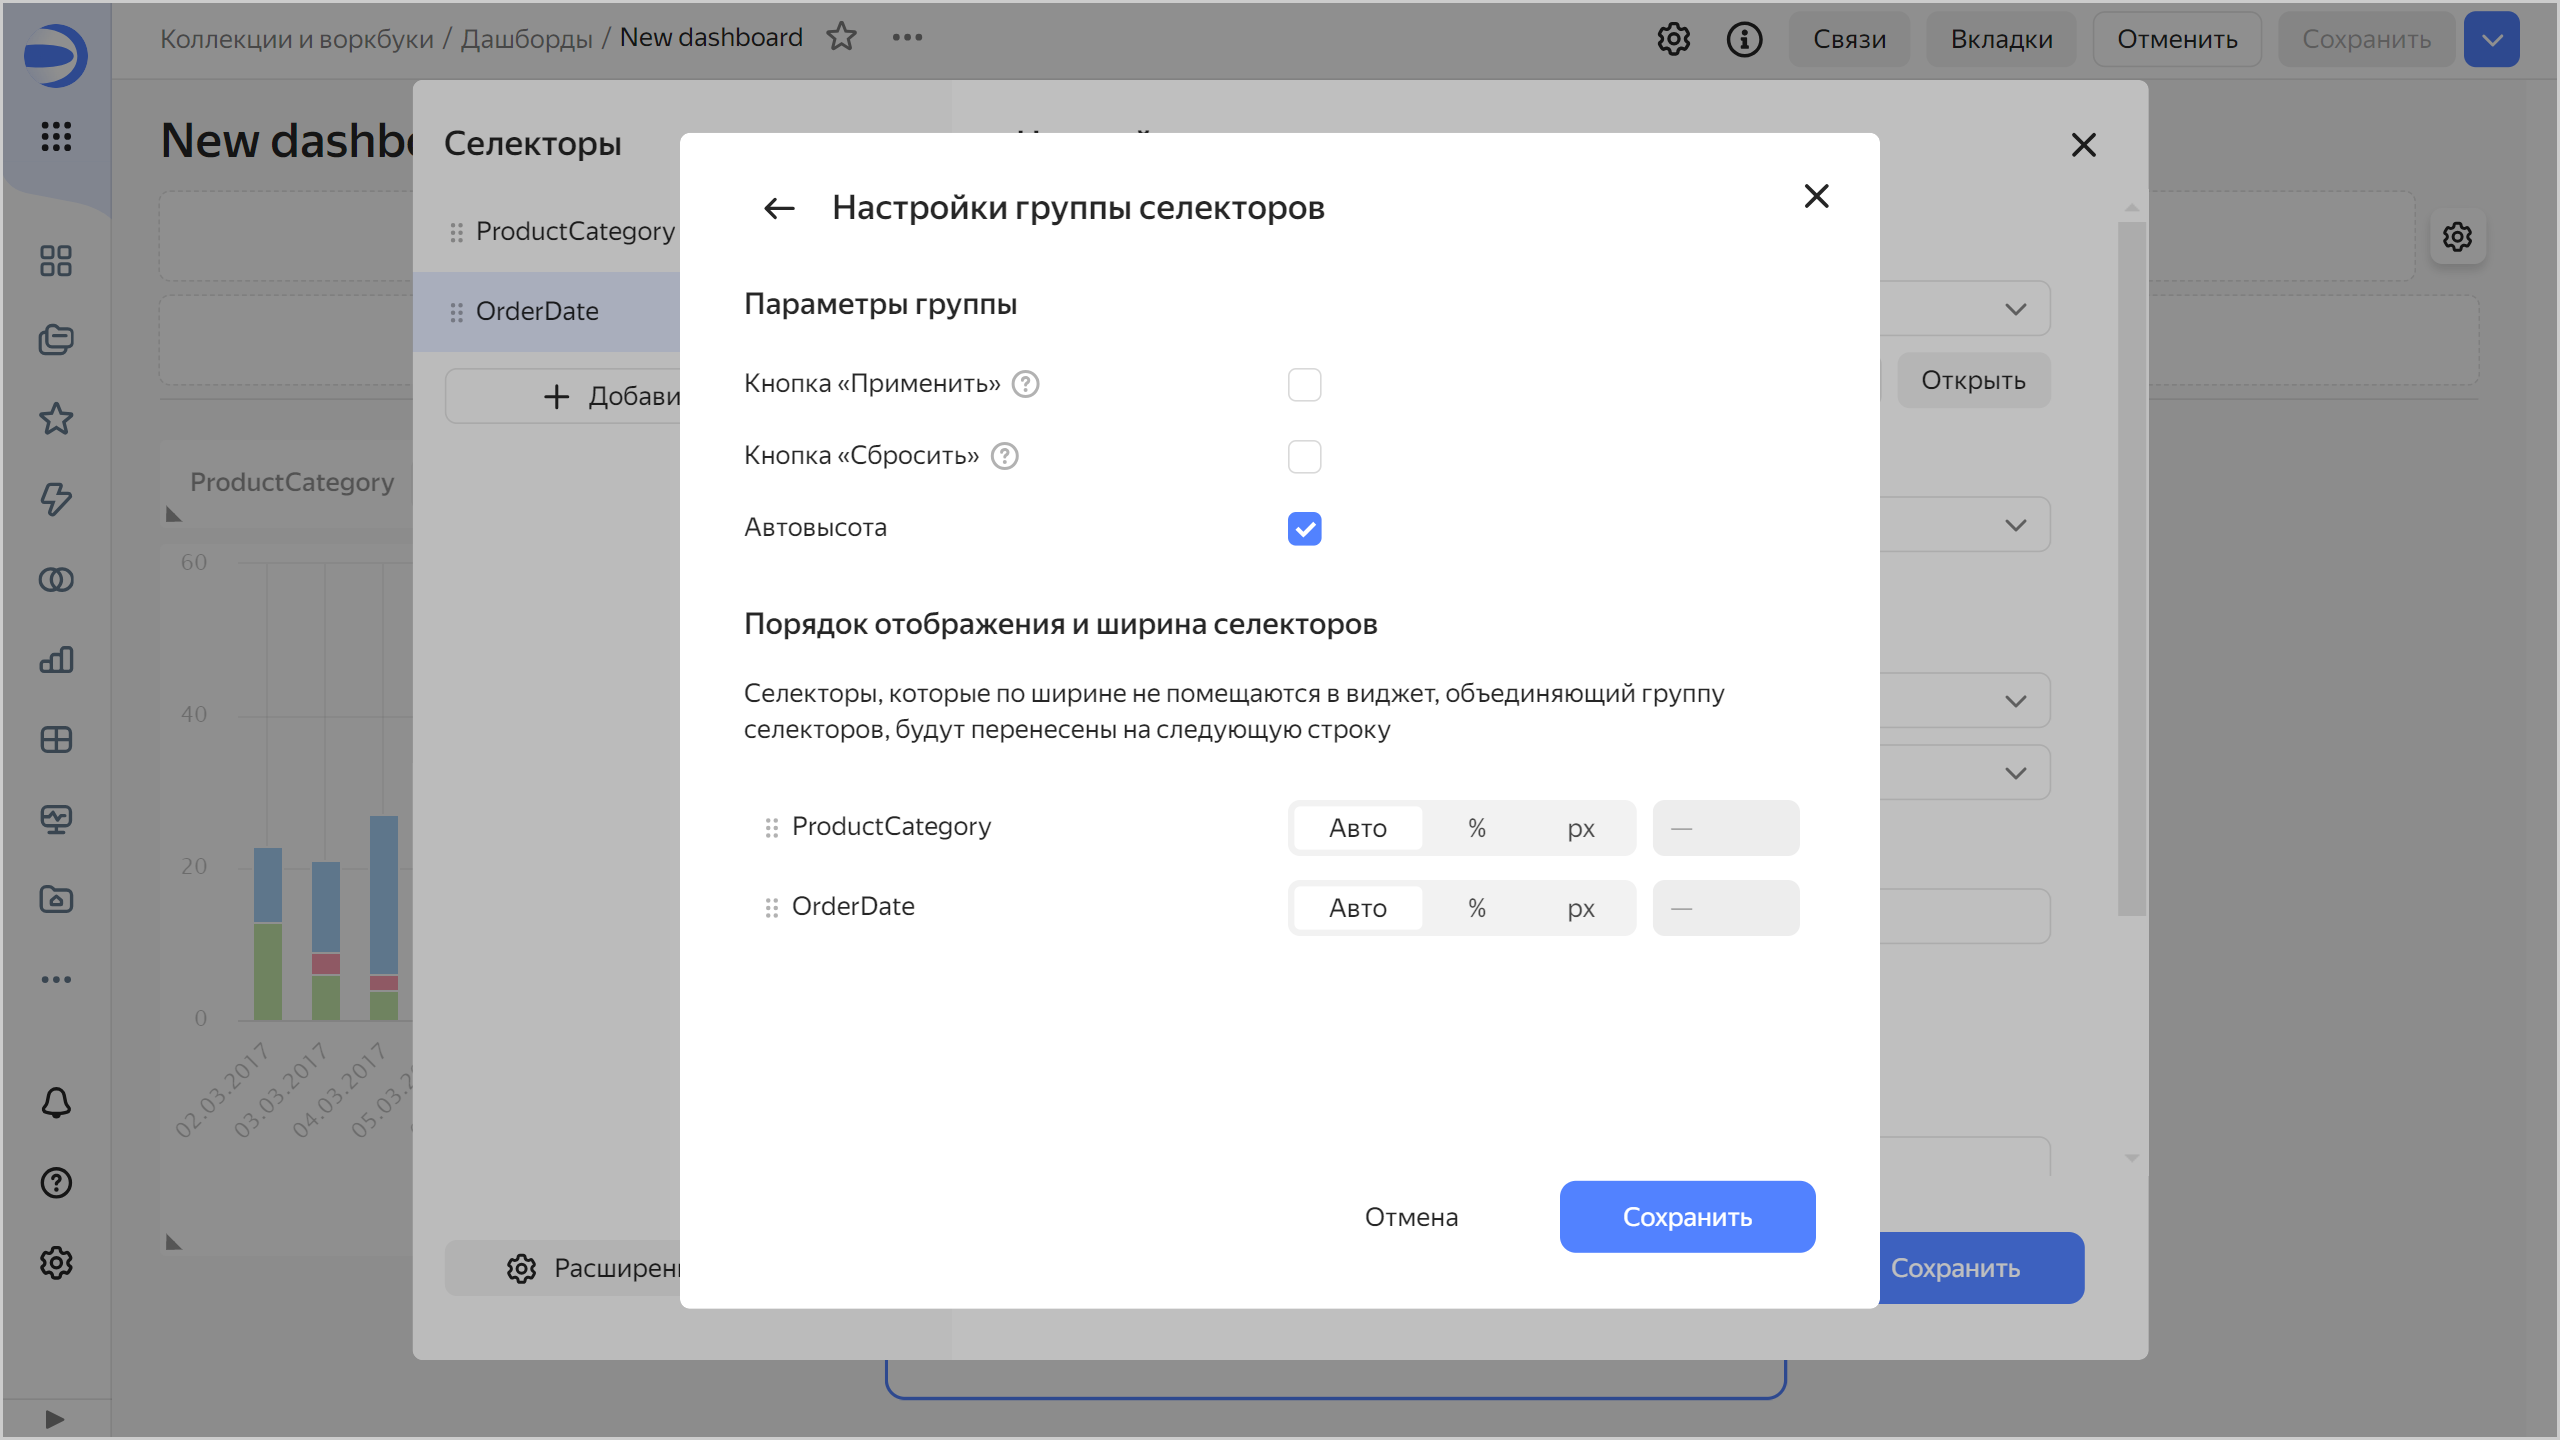 Коллекции и воркбуки / Дашборды / New dashboard
Связи
Вкладки
Отменить
Сохранить
New dashbo
Селекторы
ProductCategory
OrderDate
Добави
Открыть
ProductCategory
60
40
20
0
02.03.2017
03.03.2017
04.03.2017
05.03.2
Расширен
Сохранить
Настройки группы селекторов
Параметры группы
Кнопка «Применить»
Кнопка «Сбросить»
Автовысота
Порядок отображения и ширина селекторов
Селекторы, которые по ширине не помещаются в виджет, объединяющий группу
селекторов, будут перенесены на следующую строку
ProductCategory Авто % px —
OrderDate Авто % px —
Отмена
Сохранить